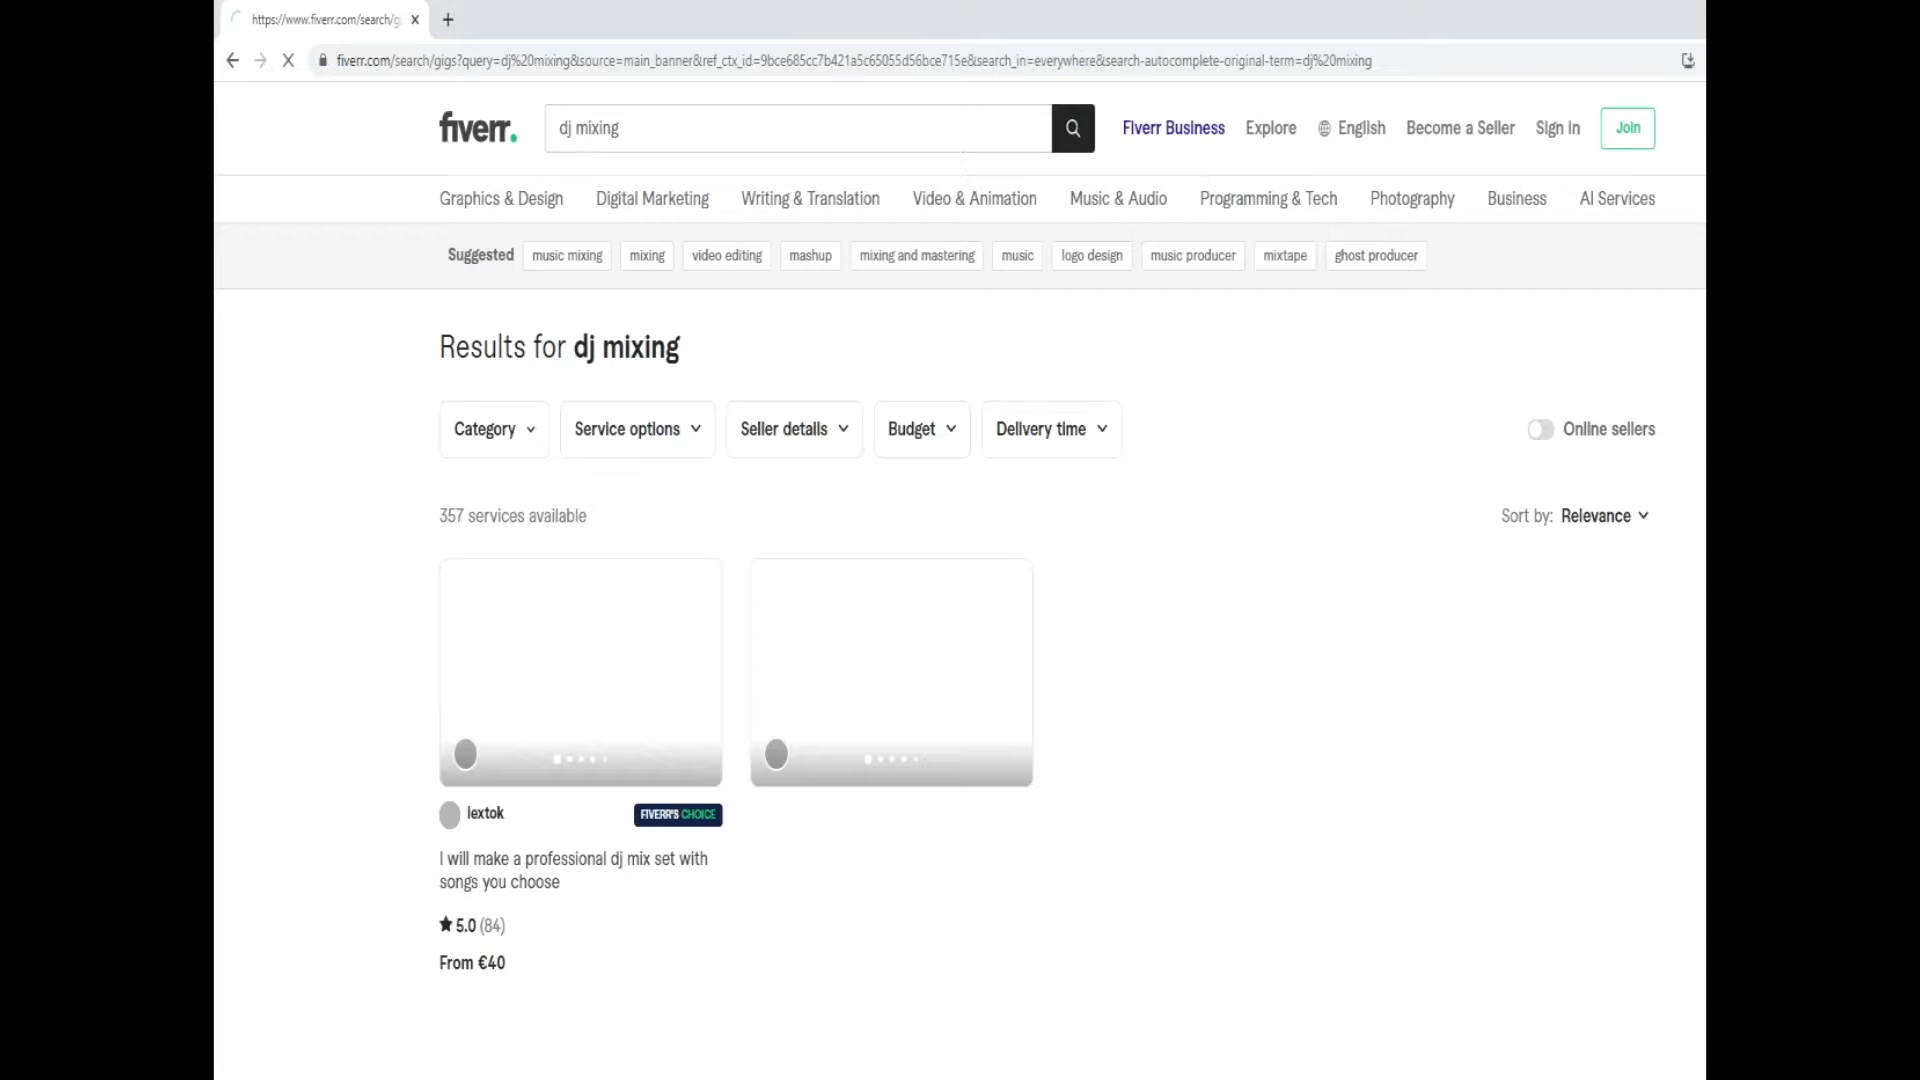 https://www.fiverr.com/search/g
fiverr.com/search/gigs?query=dj%20mixing&source=main_banner&ref_ctx_id=9bce685cc7b421a5c65055d56bce715e&search_in=everywhere&search-autocomplete-original-term=dj%20mixing
fiverr. dj mixing Fiverr Business Explore English Become a Seller Sign in Join
Graphics & Design Digital Marketing Writing & Translation Video & Animation Music & Audio Programming & Tech Photography Business AI Services
Suggested music mixing mixing video editing mashup mixing and mastering music logo design music producer mixtape ghost producer
Results for dj mixing
Category Service options Seller details Budget Delivery time Online sellers
357 services available Sort by: Relevance
lextok FIVERR'S CHOICE
I will make a professional dj mix set with
songs you choose
5.0 (84)
From €40